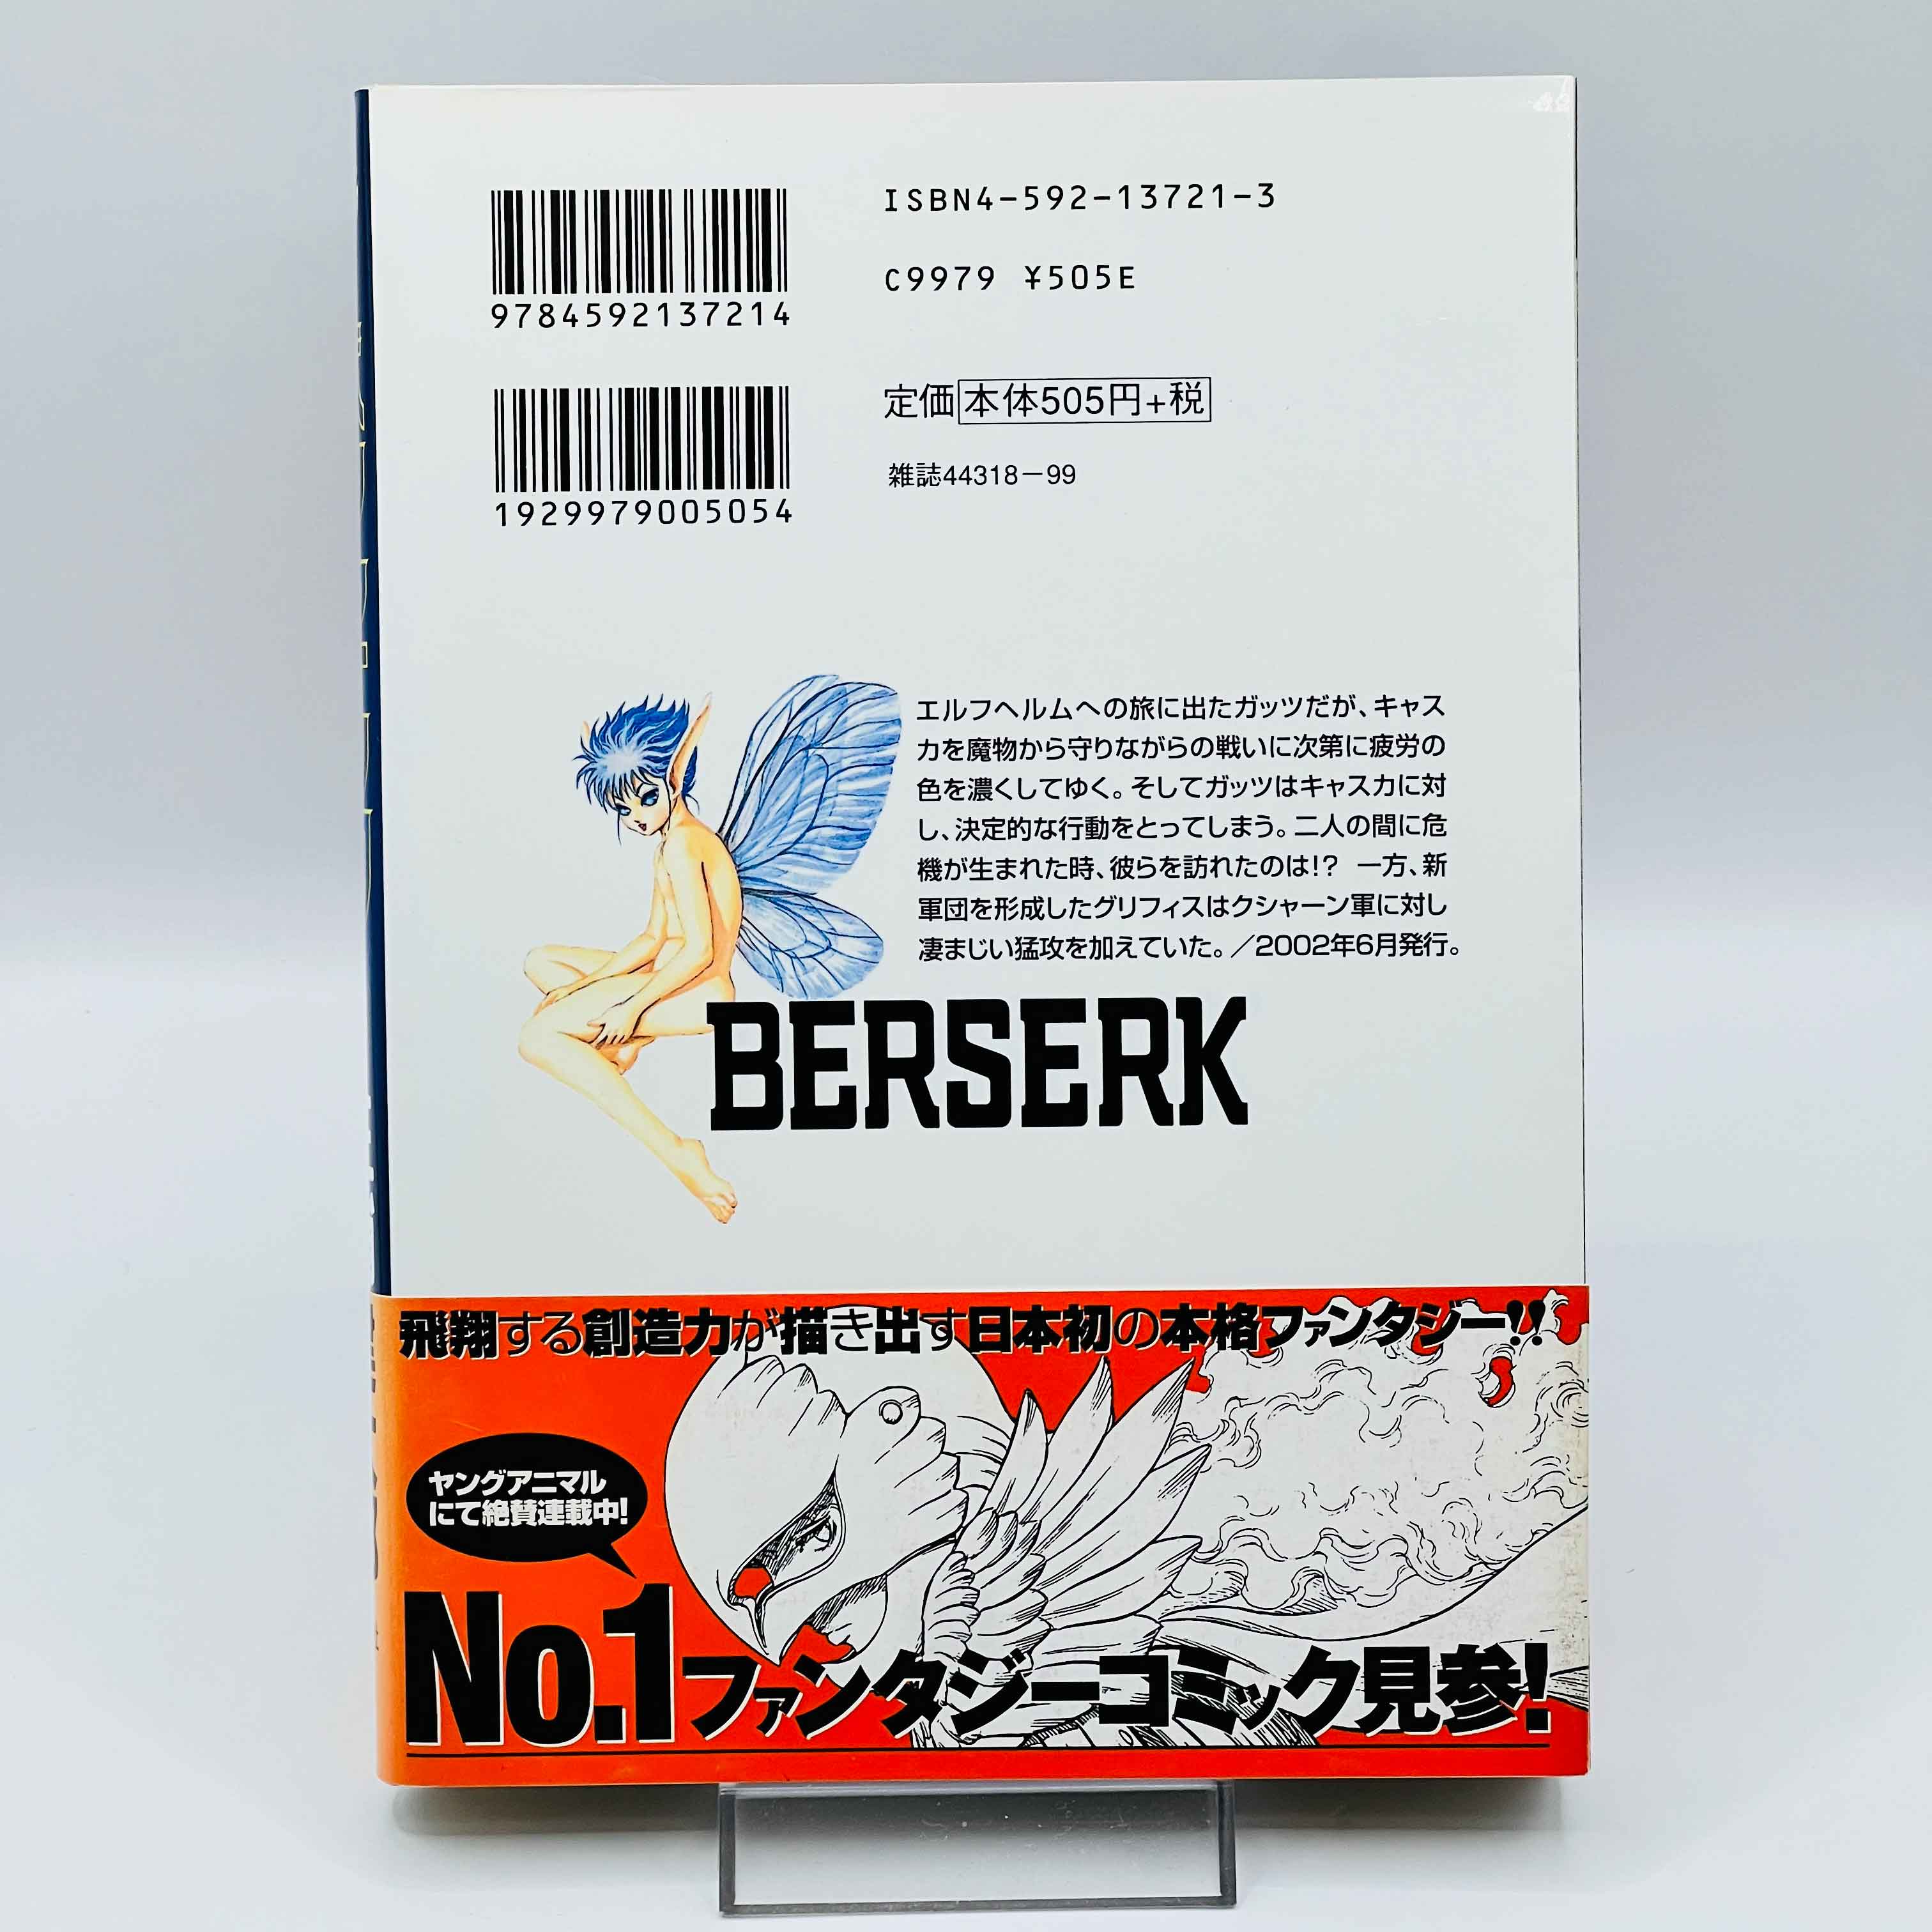 ISBN4-592-13721-3
9784592137214
C9979 ¥505E
定価本体505円+税
1929979005054
雑誌44318-99
エルフヘルムへの旅に出たガッツだが、キャス
カを魔物から守りながらの戦いに次第に疲労の
色を濃くしてゆく。そしてガッツはキャスカに対
し、決定的な行動をとってしまう。二人の間に危
機が生まれた時、彼らを訪れたのは!? 一方、新
軍団を形成したグリフィスはクシャーン軍に対し
凄まじい猛攻を加えていた。/2002年6月発行。
BERSERK
飛翔する創造力が描き出す日本初の本格ファンタジー!!
ヤングアニマル
にて絶賛連載中!
No.1ファンタジーコミック見参!